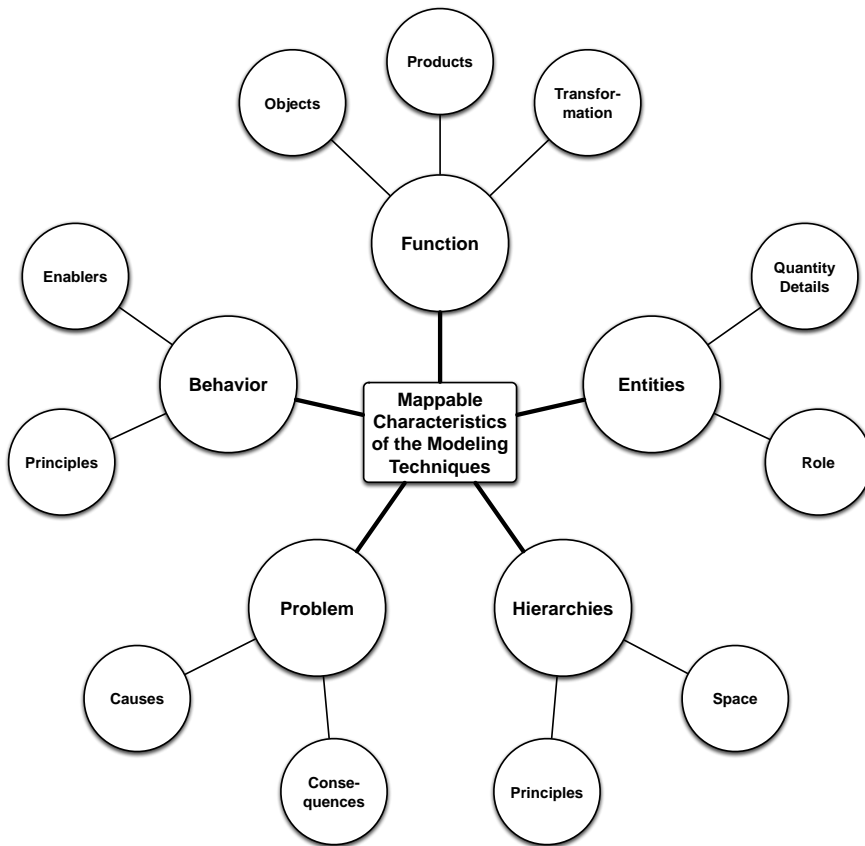 Products
Objects
Transfor-
mation
Function
Enablers
Quantity
Details
Behavior
Entities
Mappable
Characteristics
of the Modeling
Techniques
Principles
Role
Problem
Hierarchies
Causes
Space
Conse-
quences
Principles